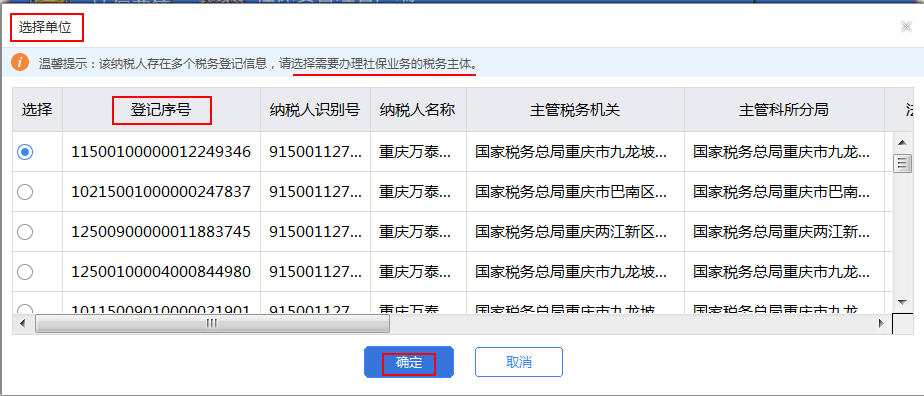 选择单位
温馨提示：该纳税人存在多个税务登记信息，请选择需要办理社保业务的税务主体。
选择 登记序号 纳税人识别号 纳税人名称 主管税务机关 主管科所分局
11500100000012249346 915001127... 重庆万泰... 国家税务总局重庆市九龙坡... 国家税务总局重庆市九龙...
10215001000000247837 915001127... 重庆万泰... 国家税务总局重庆市巴南区... 国家税务总局重庆市巴南...
12500900000011883745 915001127... 重庆万泰... 国家税务总局重庆两江新区... 国家税务总局重庆两江新...
12500100004000844980 915001127... 重庆万泰... 国家税务总局重庆市九龙坡... 国家税务总局重庆市九龙...
10115009010000021901 915001127... 重庆万泰... 国家税务总局重庆市九龙坡... 国家税务总局重庆市九龙...
确定 取消